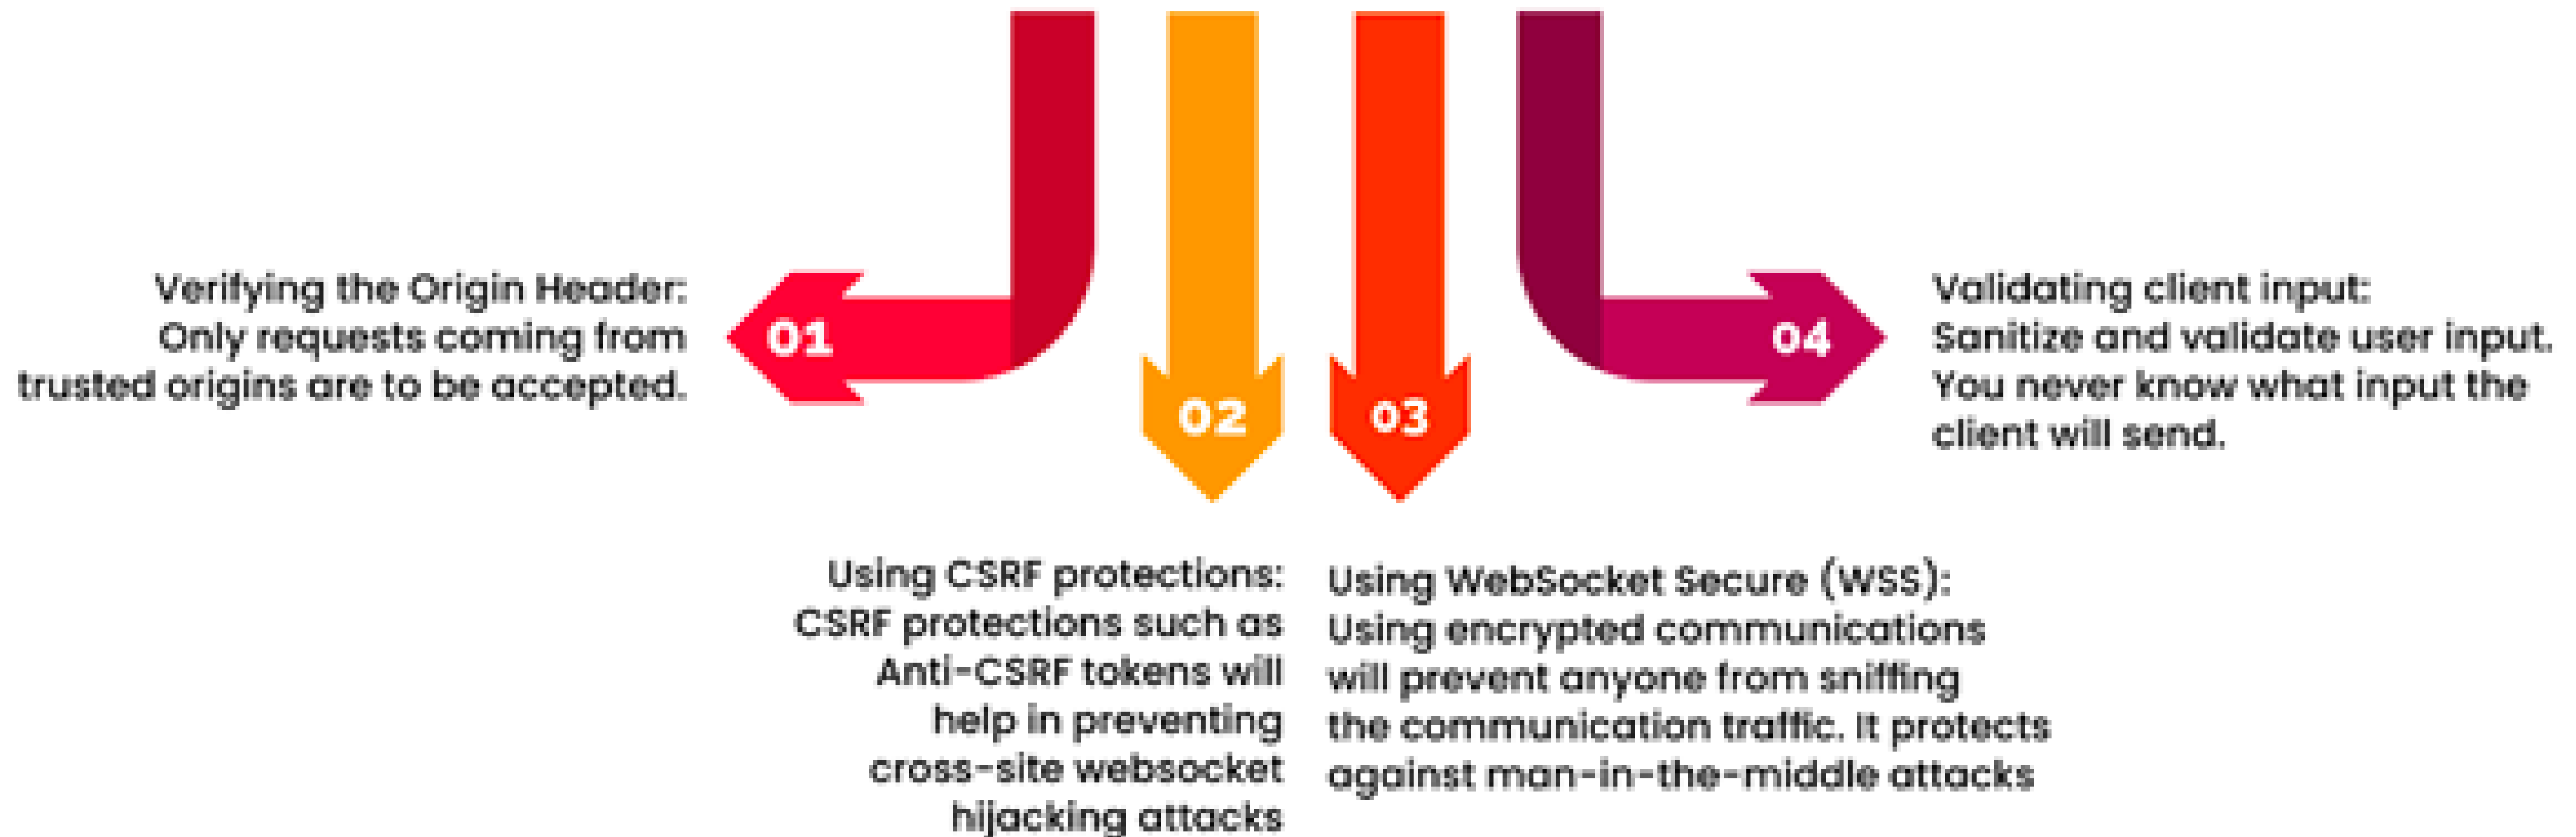 Verifying the Origin Header:
Only requests coming from
trusted origins are to be accepted.
01
02
Using CSRF protections:
CSRF protections such as
Anti-CSRF tokens will
help in preventing
cross-site websocket
hijacking attacks
03
Using WebSocket Secure (WSS):
Using encrypted communications
will prevent anyone from sniffing
the communication traffic. It protects
against man-in-the-middle attacks
04
Validating client input:
Sanitize and validate user input.
You never know what input the
client will send.